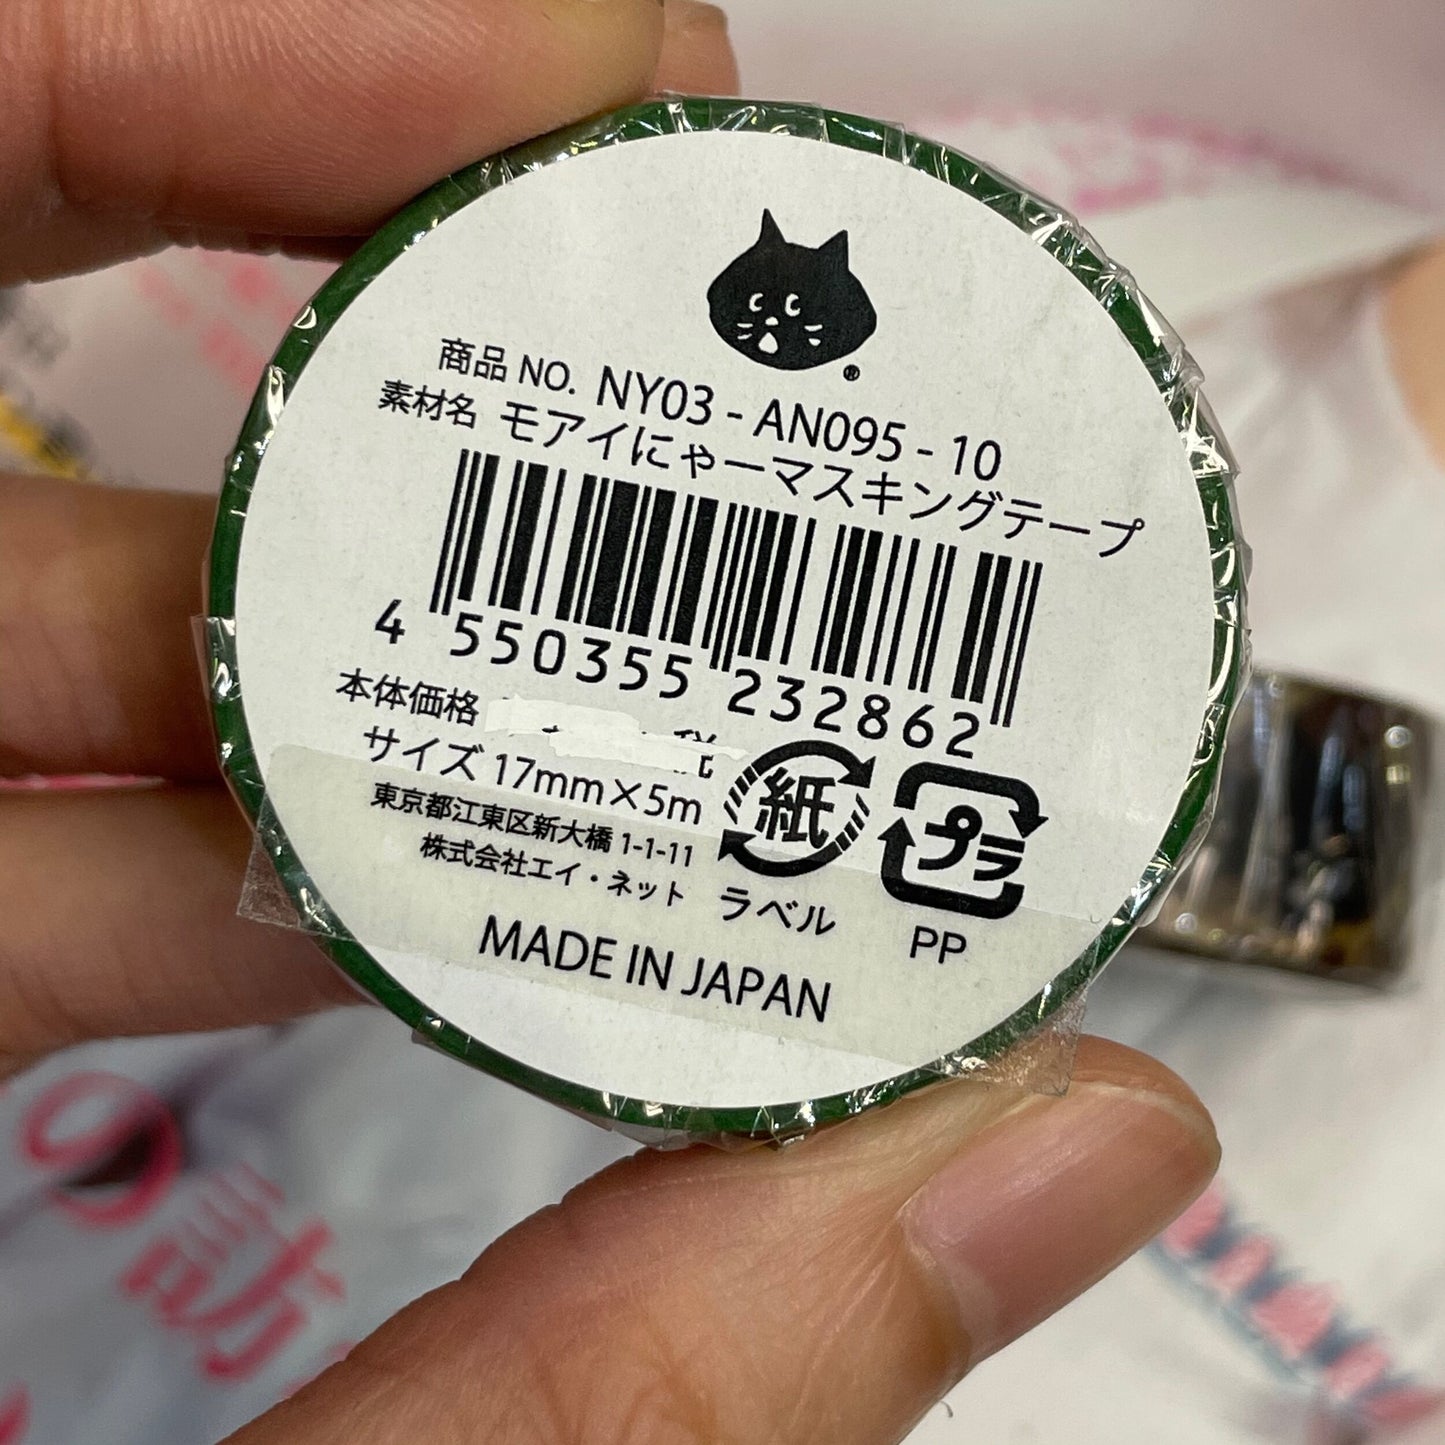 ®
商品 NO. NY03 - AN095 - 10
素材名 モアイにゃーマスキングテープ
4 550355 232862
本体価格 税
サイズ 17mm×5m
東京都江東区新大橋 1-1-11
株式会社エイ・ネット
紙
ラベル
プラ
PP
MADE IN JAPAN
の訪